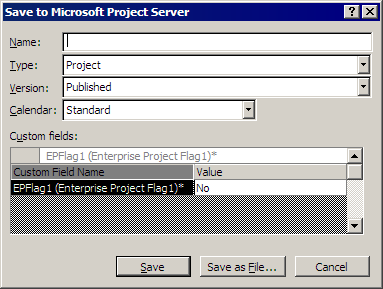 Save to Microsoft Project Server
Name:
Type: Project
Version: Published
Calendar: Standard
Custom fields:
EPFlag1 (Enterprise Project Flag1)*
Custom Field Name Value
EPFlag1 (Enterprise Project Flag1)* No
Save Save as File... Cancel